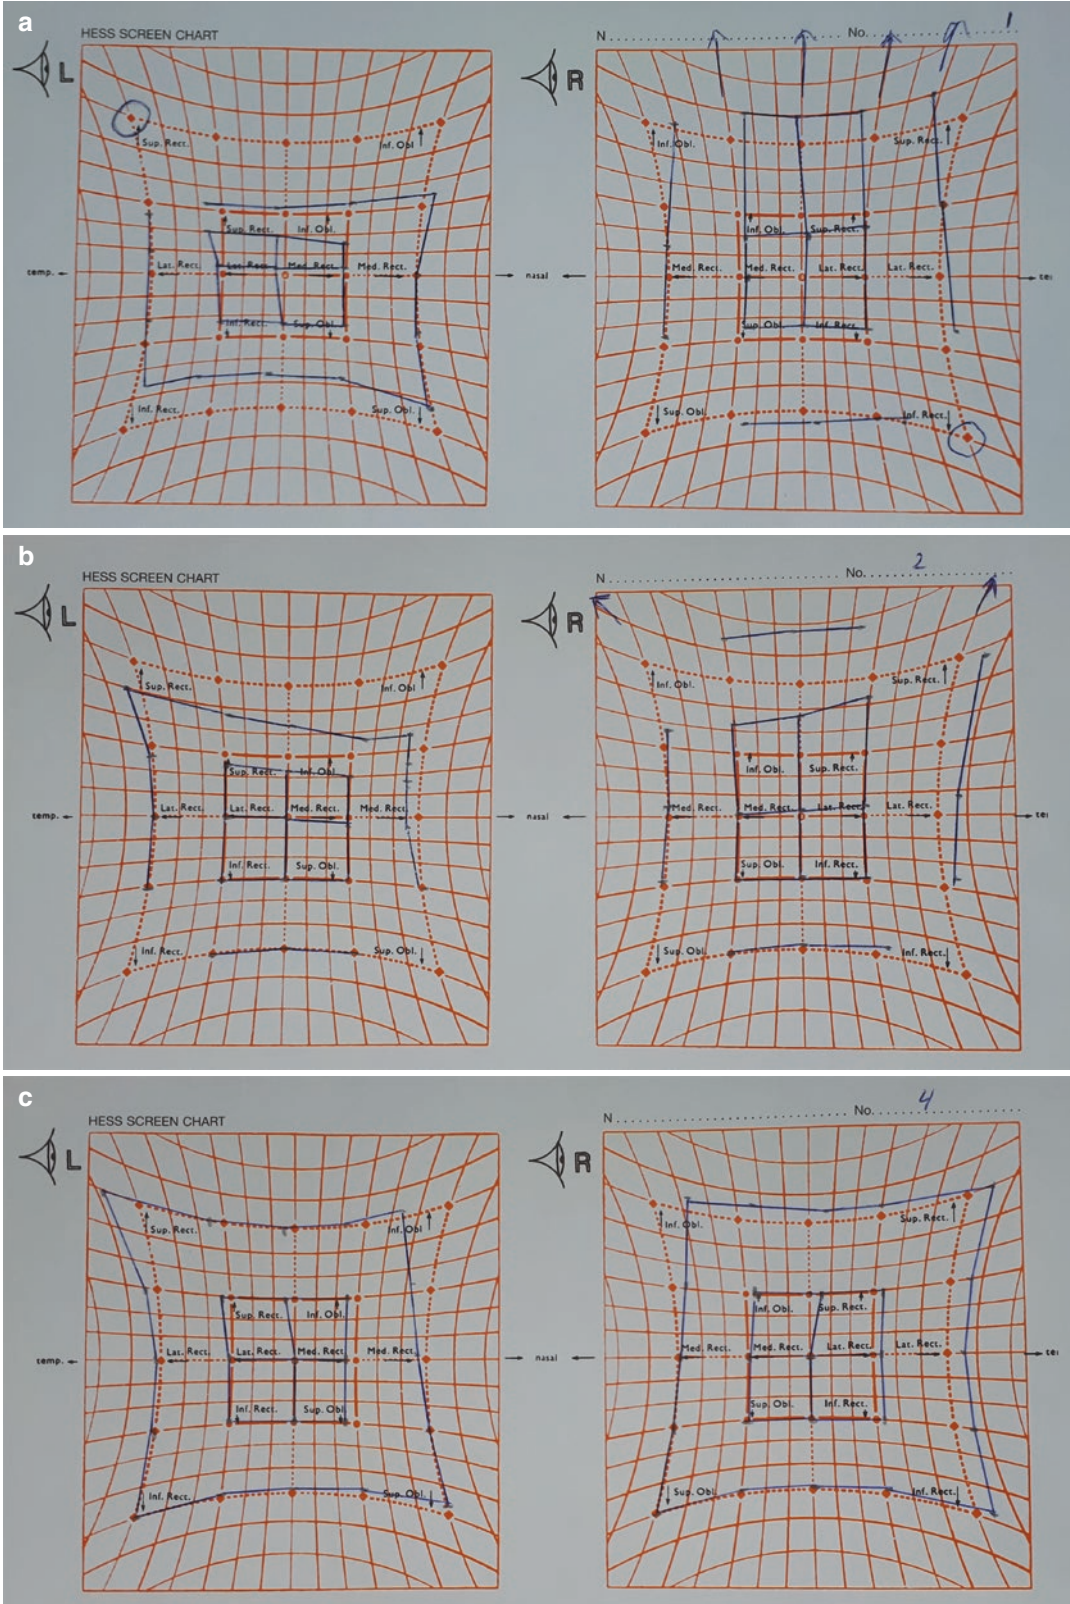 a
HESS SCREEN CHART
N No. 1
L
R
Sup. Rect. Inf. Obl
Inf. Obl. Sup. Rect.
Sup. Rect. Inf. Obl.
Inf. Obl. Sup. Rect.
temp. Lat. Rect. Lat. Rect. Med. Rect. Med. Rect. nasal Med. Rect. Med. Rect. Lat. Rect. Lat. Rect. te
Inf. Rect. Sup. Obl.
Sup. Obl. Inf. Rect.
Inf. Rect. Sup. Obl.
Sup. Obl. Inf. Rect.
b
HESS SCREEN CHART
N No. 2
L
R
Sup. Rect. Inf. Obl
Inf. Obl. Sup. Rect.
Sup. Rect. Inf. Obl.
Inf. Obl. Sup. Rect.
temp. Lat. Rect. Lat. Rect. Med. Rect. Med. Rect. nasal Med. Rect. Med. Rect. Lat. Rect. Lat. Rect. te
Inf. Rect. Sup. Obl.
Sup. Obl. Inf. Rect.
Inf. Rect. Sup. Obl.
Sup. Obl. Inf. Rect.
c
HESS SCREEN CHART
N No. 4
L
R
Sup. Rect. Inf. Obl
Inf. Obl. Sup. Rect.
Sup. Rect. Inf. Obl.
Inf. Obl. Sup. Rect.
temp. Lat. Rect. Lat. Rect. Med. Rect. Med. Rect. nasal Med. Rect. Med. Rect. Lat. Rect. Lat. Rect. te
Inf. Rect. Sup. Obl.
Sup. Obl. Inf. Rect.
Inf. Rect. Sup. Obl.
Sup. Obl. Inf. Rect.